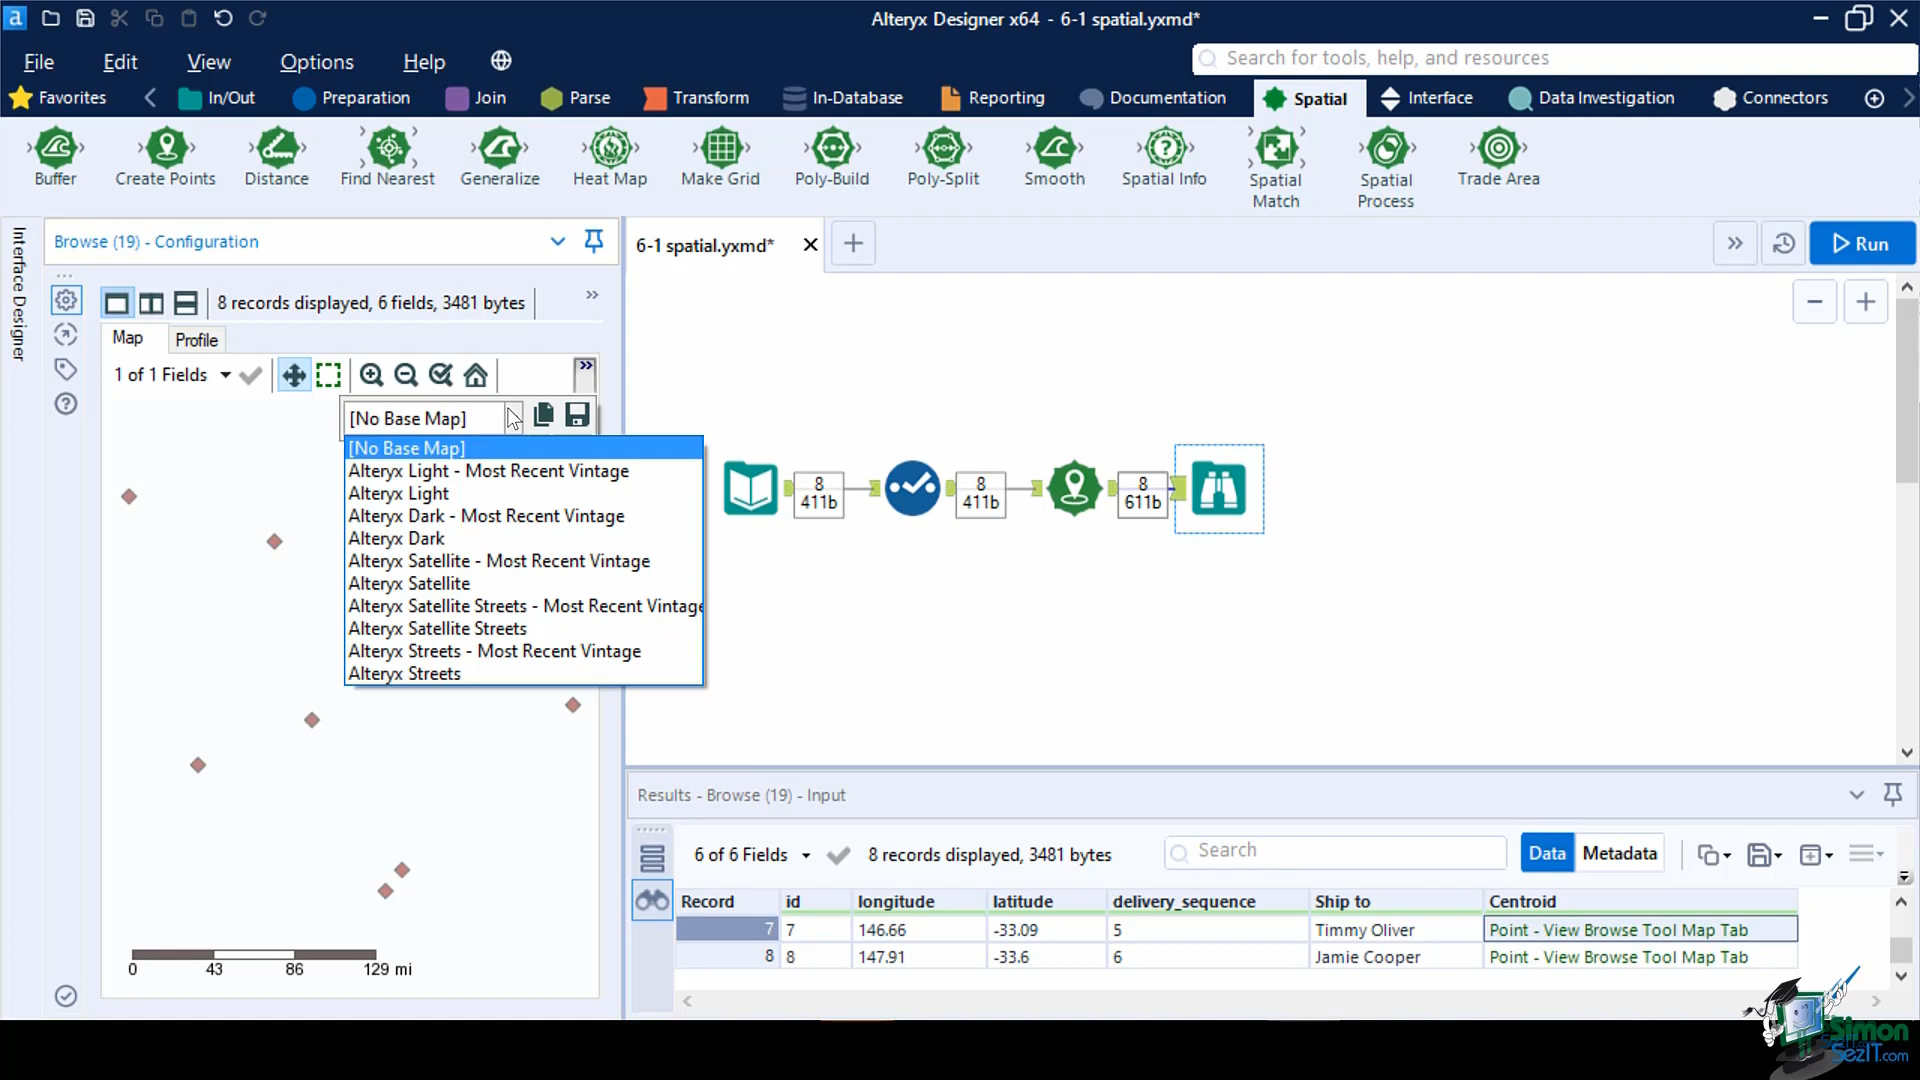 Alteryx Designer x64 - 6-1 spatial.yxmd*
File Edit View Options Help
Search for tools, help, and resources
Favorites In/Out Preparation Join Parse Transform In-Database Reporting Documentation Spatial Interface Data Investigation Connectors
Buffer Create Points Distance Find Nearest Generalize Heat Map Make Grid Poly-Build Poly-Split Smooth Spatial Info Spatial Match Spatial Process Trade Area
Interface Designer
Browse (19) - Configuration
6-1 spatial.yxmd*
Run
8 records displayed, 6 fields, 3481 bytes
Map Profile
1 of 1 Fields
[No Base Map]
[No Base Map]
Alteryx Light - Most Recent Vintage
Alteryx Light
Alteryx Dark - Most Recent Vintage
Alteryx Dark
Alteryx Satellite - Most Recent Vintage
Alteryx Satellite
Alteryx Satellite Streets - Most Recent Vintage
Alteryx Satellite Streets
Alteryx Streets - Most Recent Vintage
Alteryx Streets
0 43 86 129 mi
8
411b
8
411b
8
611b
Results - Browse (19) - Input
6 of 6 Fields 8 records displayed, 3481 bytes Search Data Metadata
Record id longitude latitude delivery_sequence Ship to Centroid
7 7 146.66 -33.09 5 Timmy Oliver Point - View Browse Tool Map Tab
8 8 147.91 -33.6 6 Jamie Cooper Point - View Browse Tool Map Tab
Simon
SezIT.com